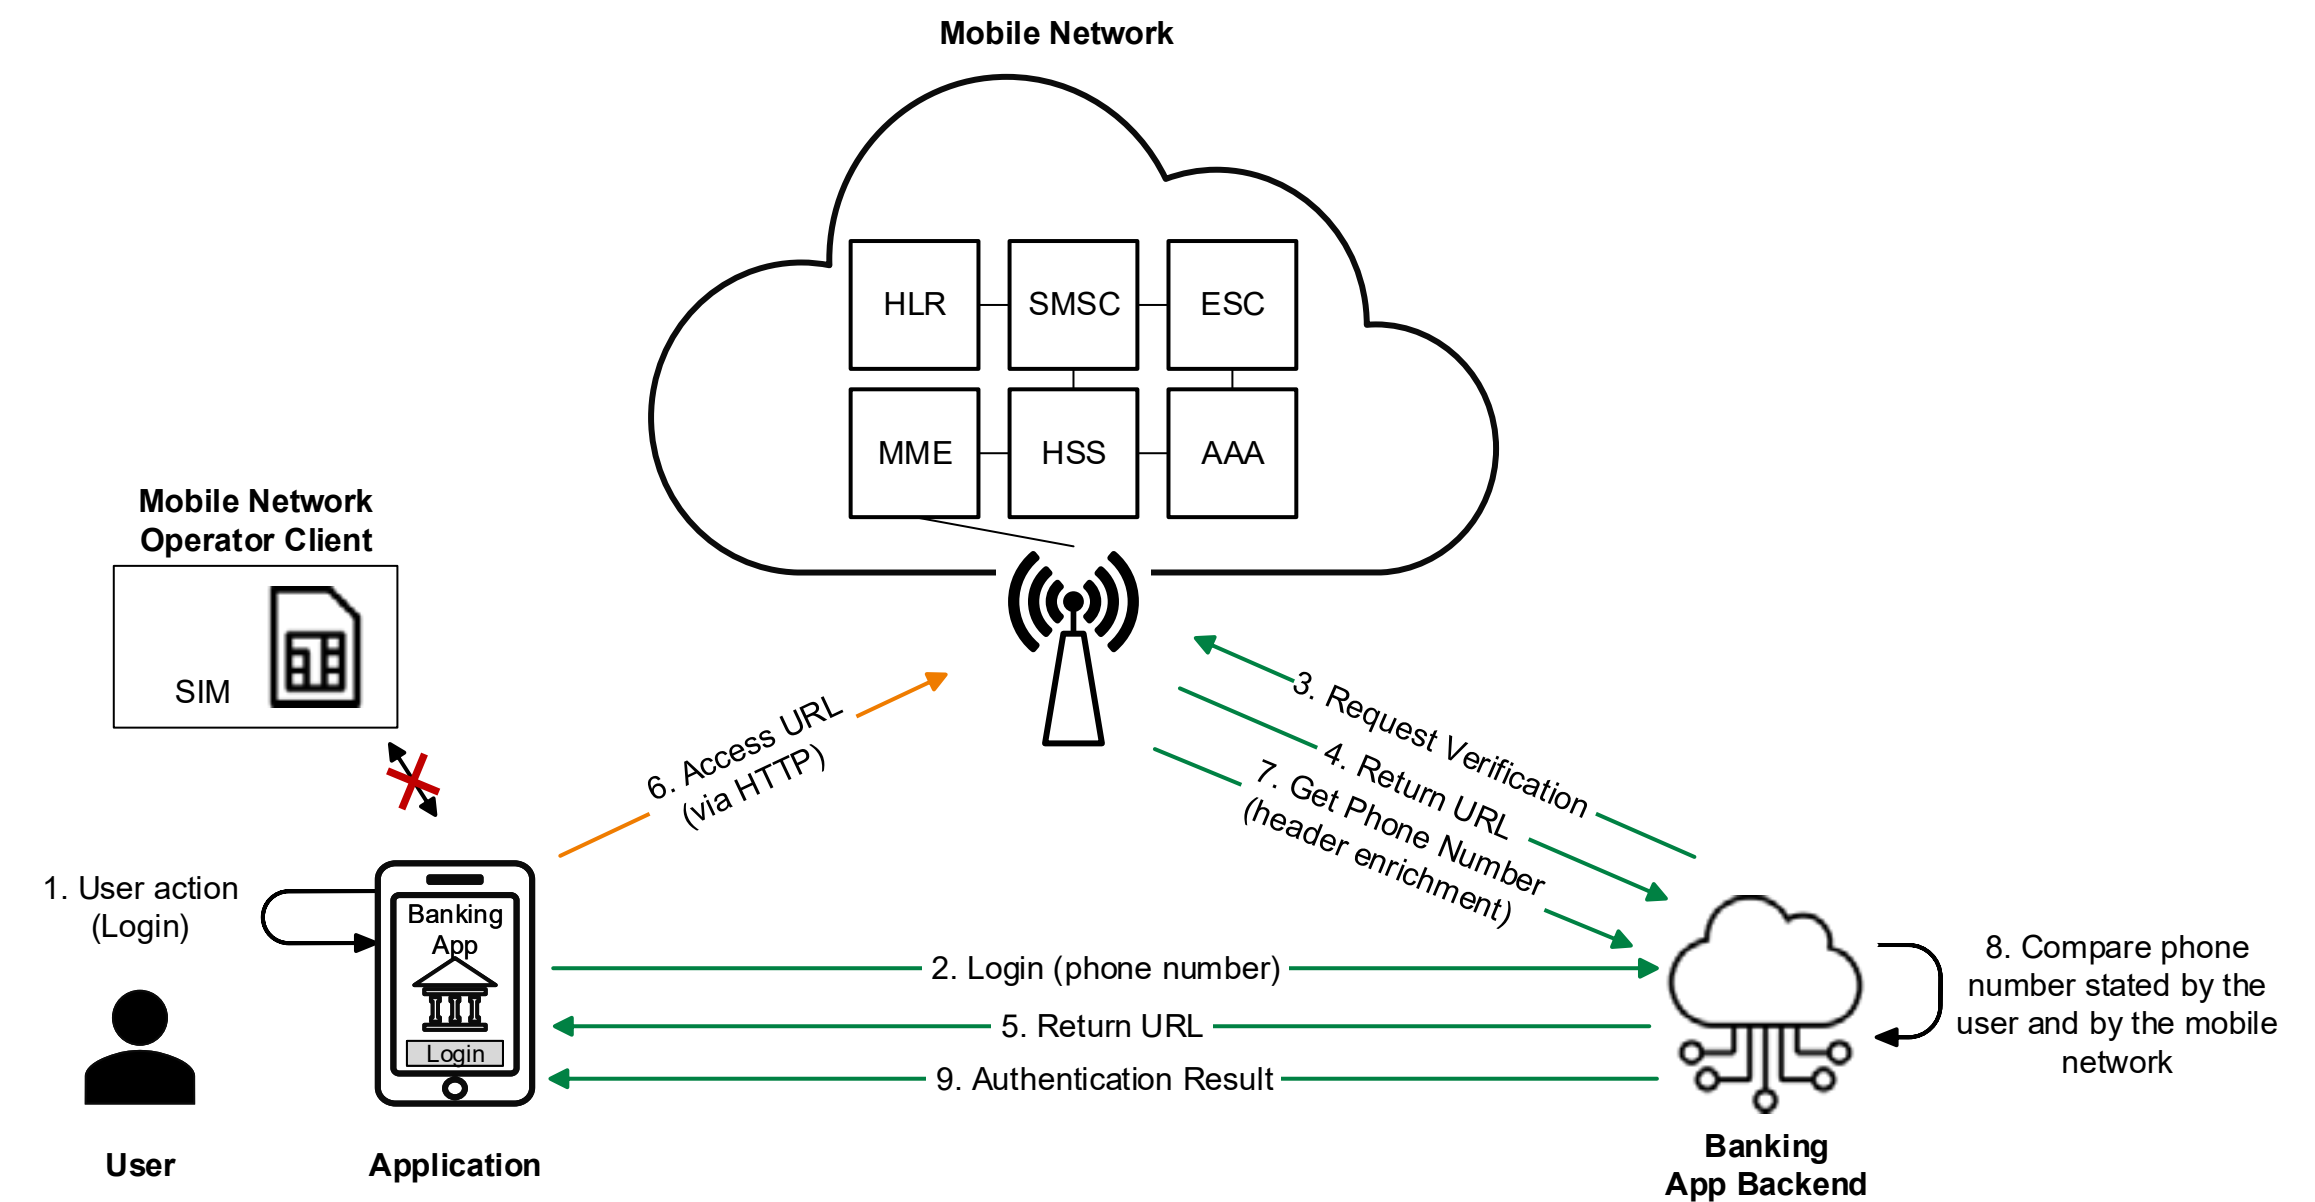 Mobile Network
HLR
SMSC
ESC
MME
HSS
AAA
Mobile Network
Operator Client
SIM
6. Access URL
(via HTTP)
3. Request Verification
4. Return URL
7. Get Phone Number
(header enrichment)
1. User action
(Login)
Banking
App
Login
2. Login (phone number)
5. Return URL
9. Authentication Result
8. Compare phone
number stated by the
user and by the mobile
network
User
Application
Banking
App Backend